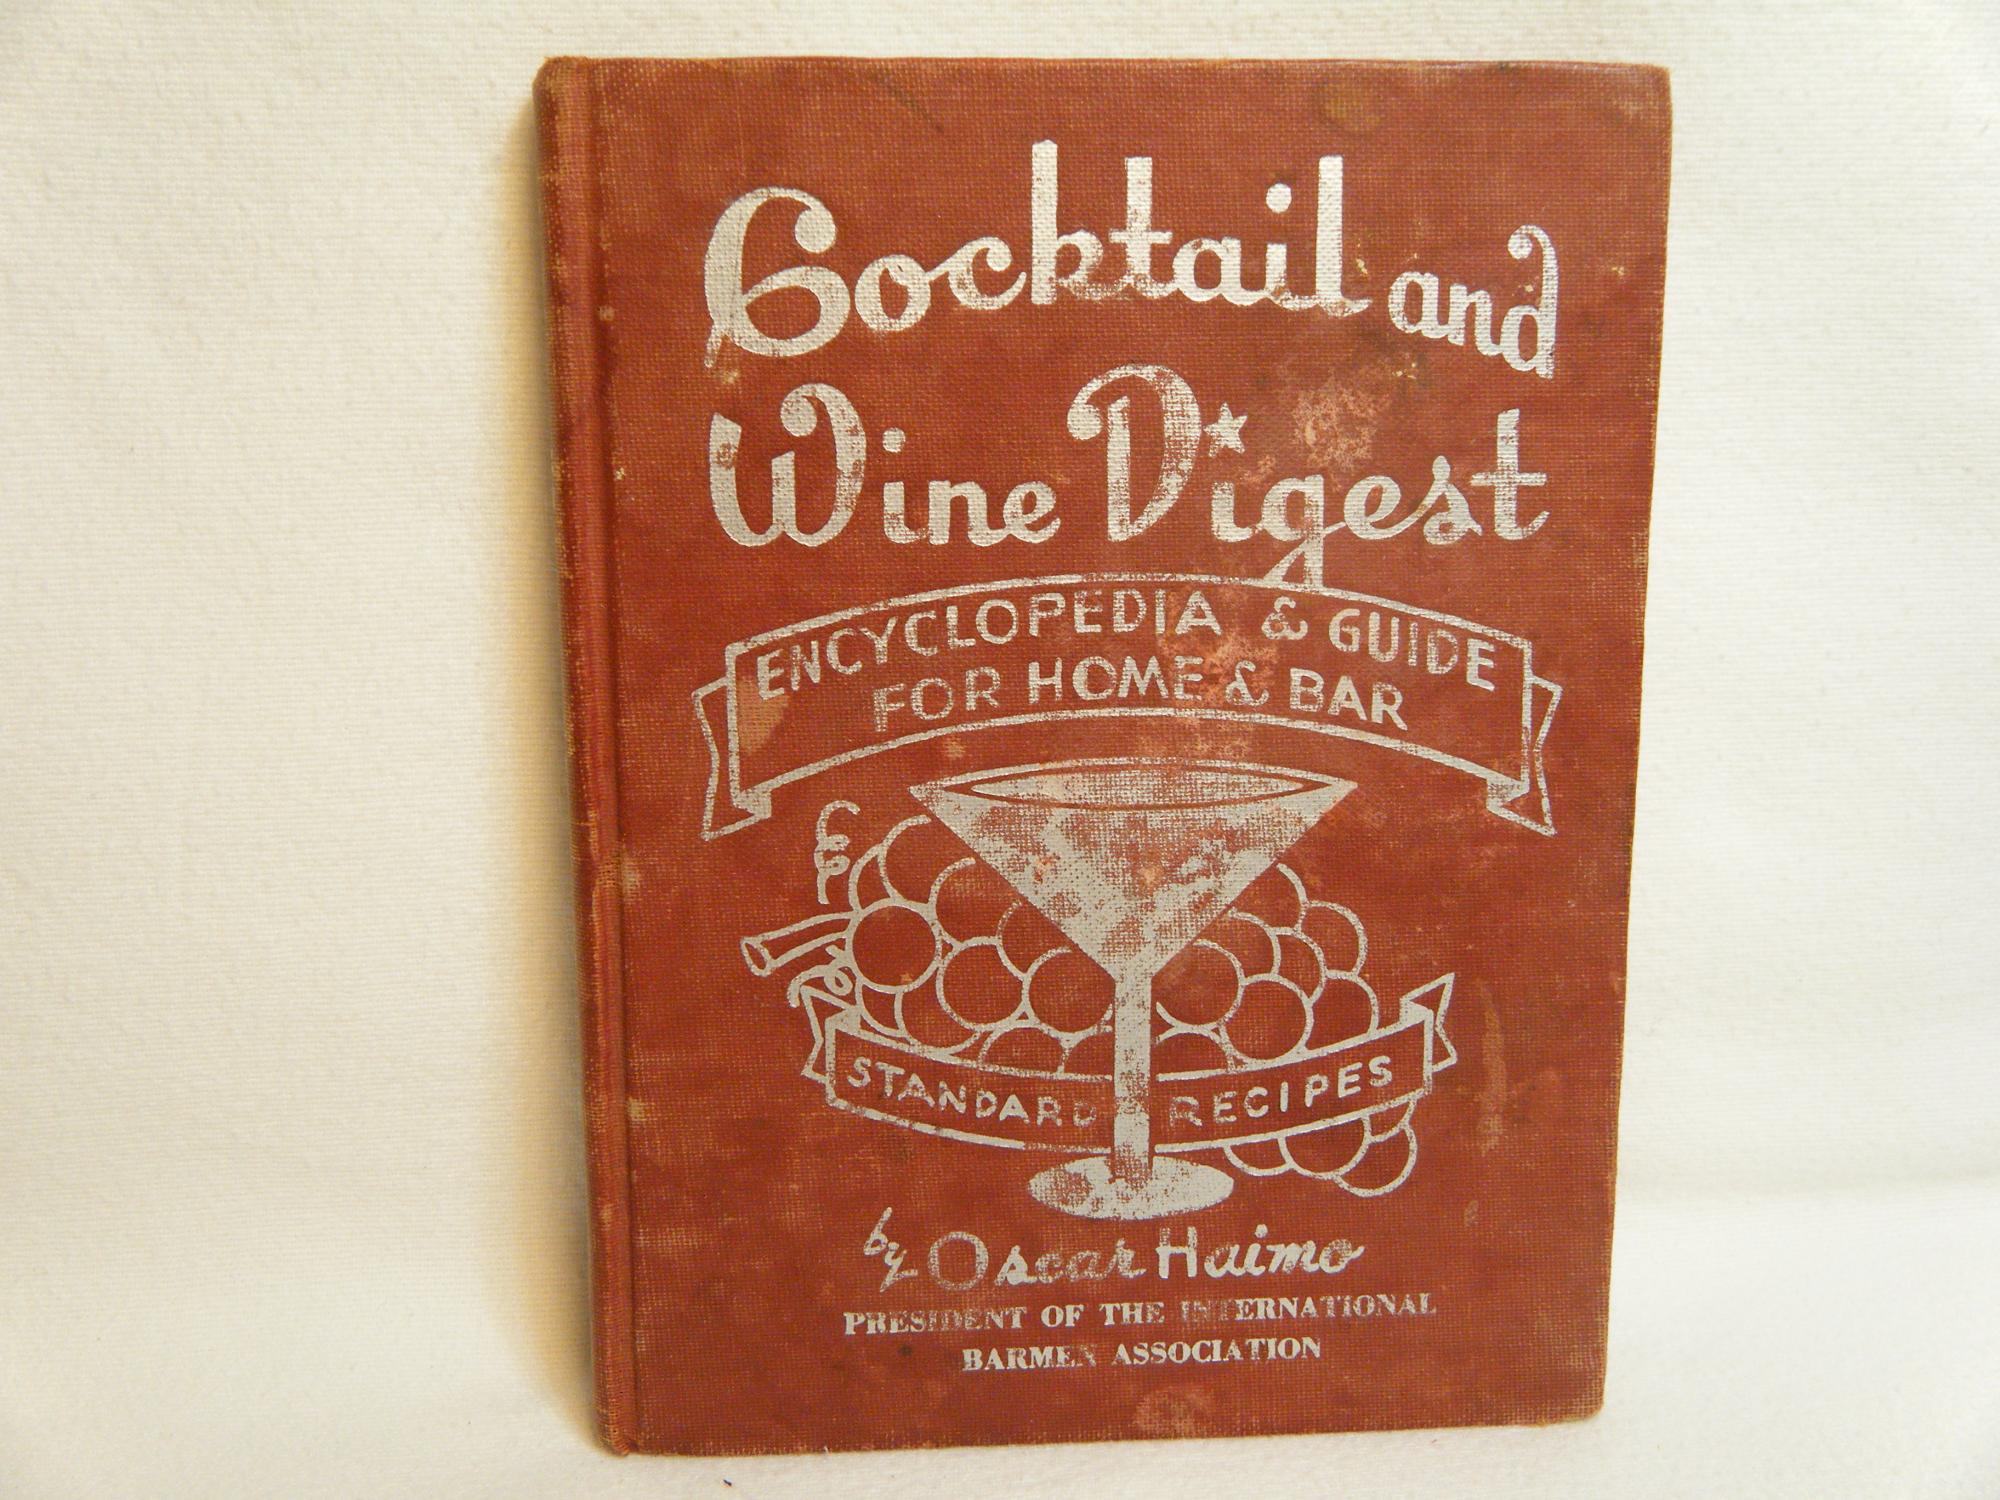 Cocktail and
Wine Digest
ENCYCLOPEDIA & GUIDE
FOR HOME & BAR
STANDARD RECIPES
by Oscar Haimo
PRESIDENT OF THE INTERNATIONAL
BARMEN ASSOCIATION